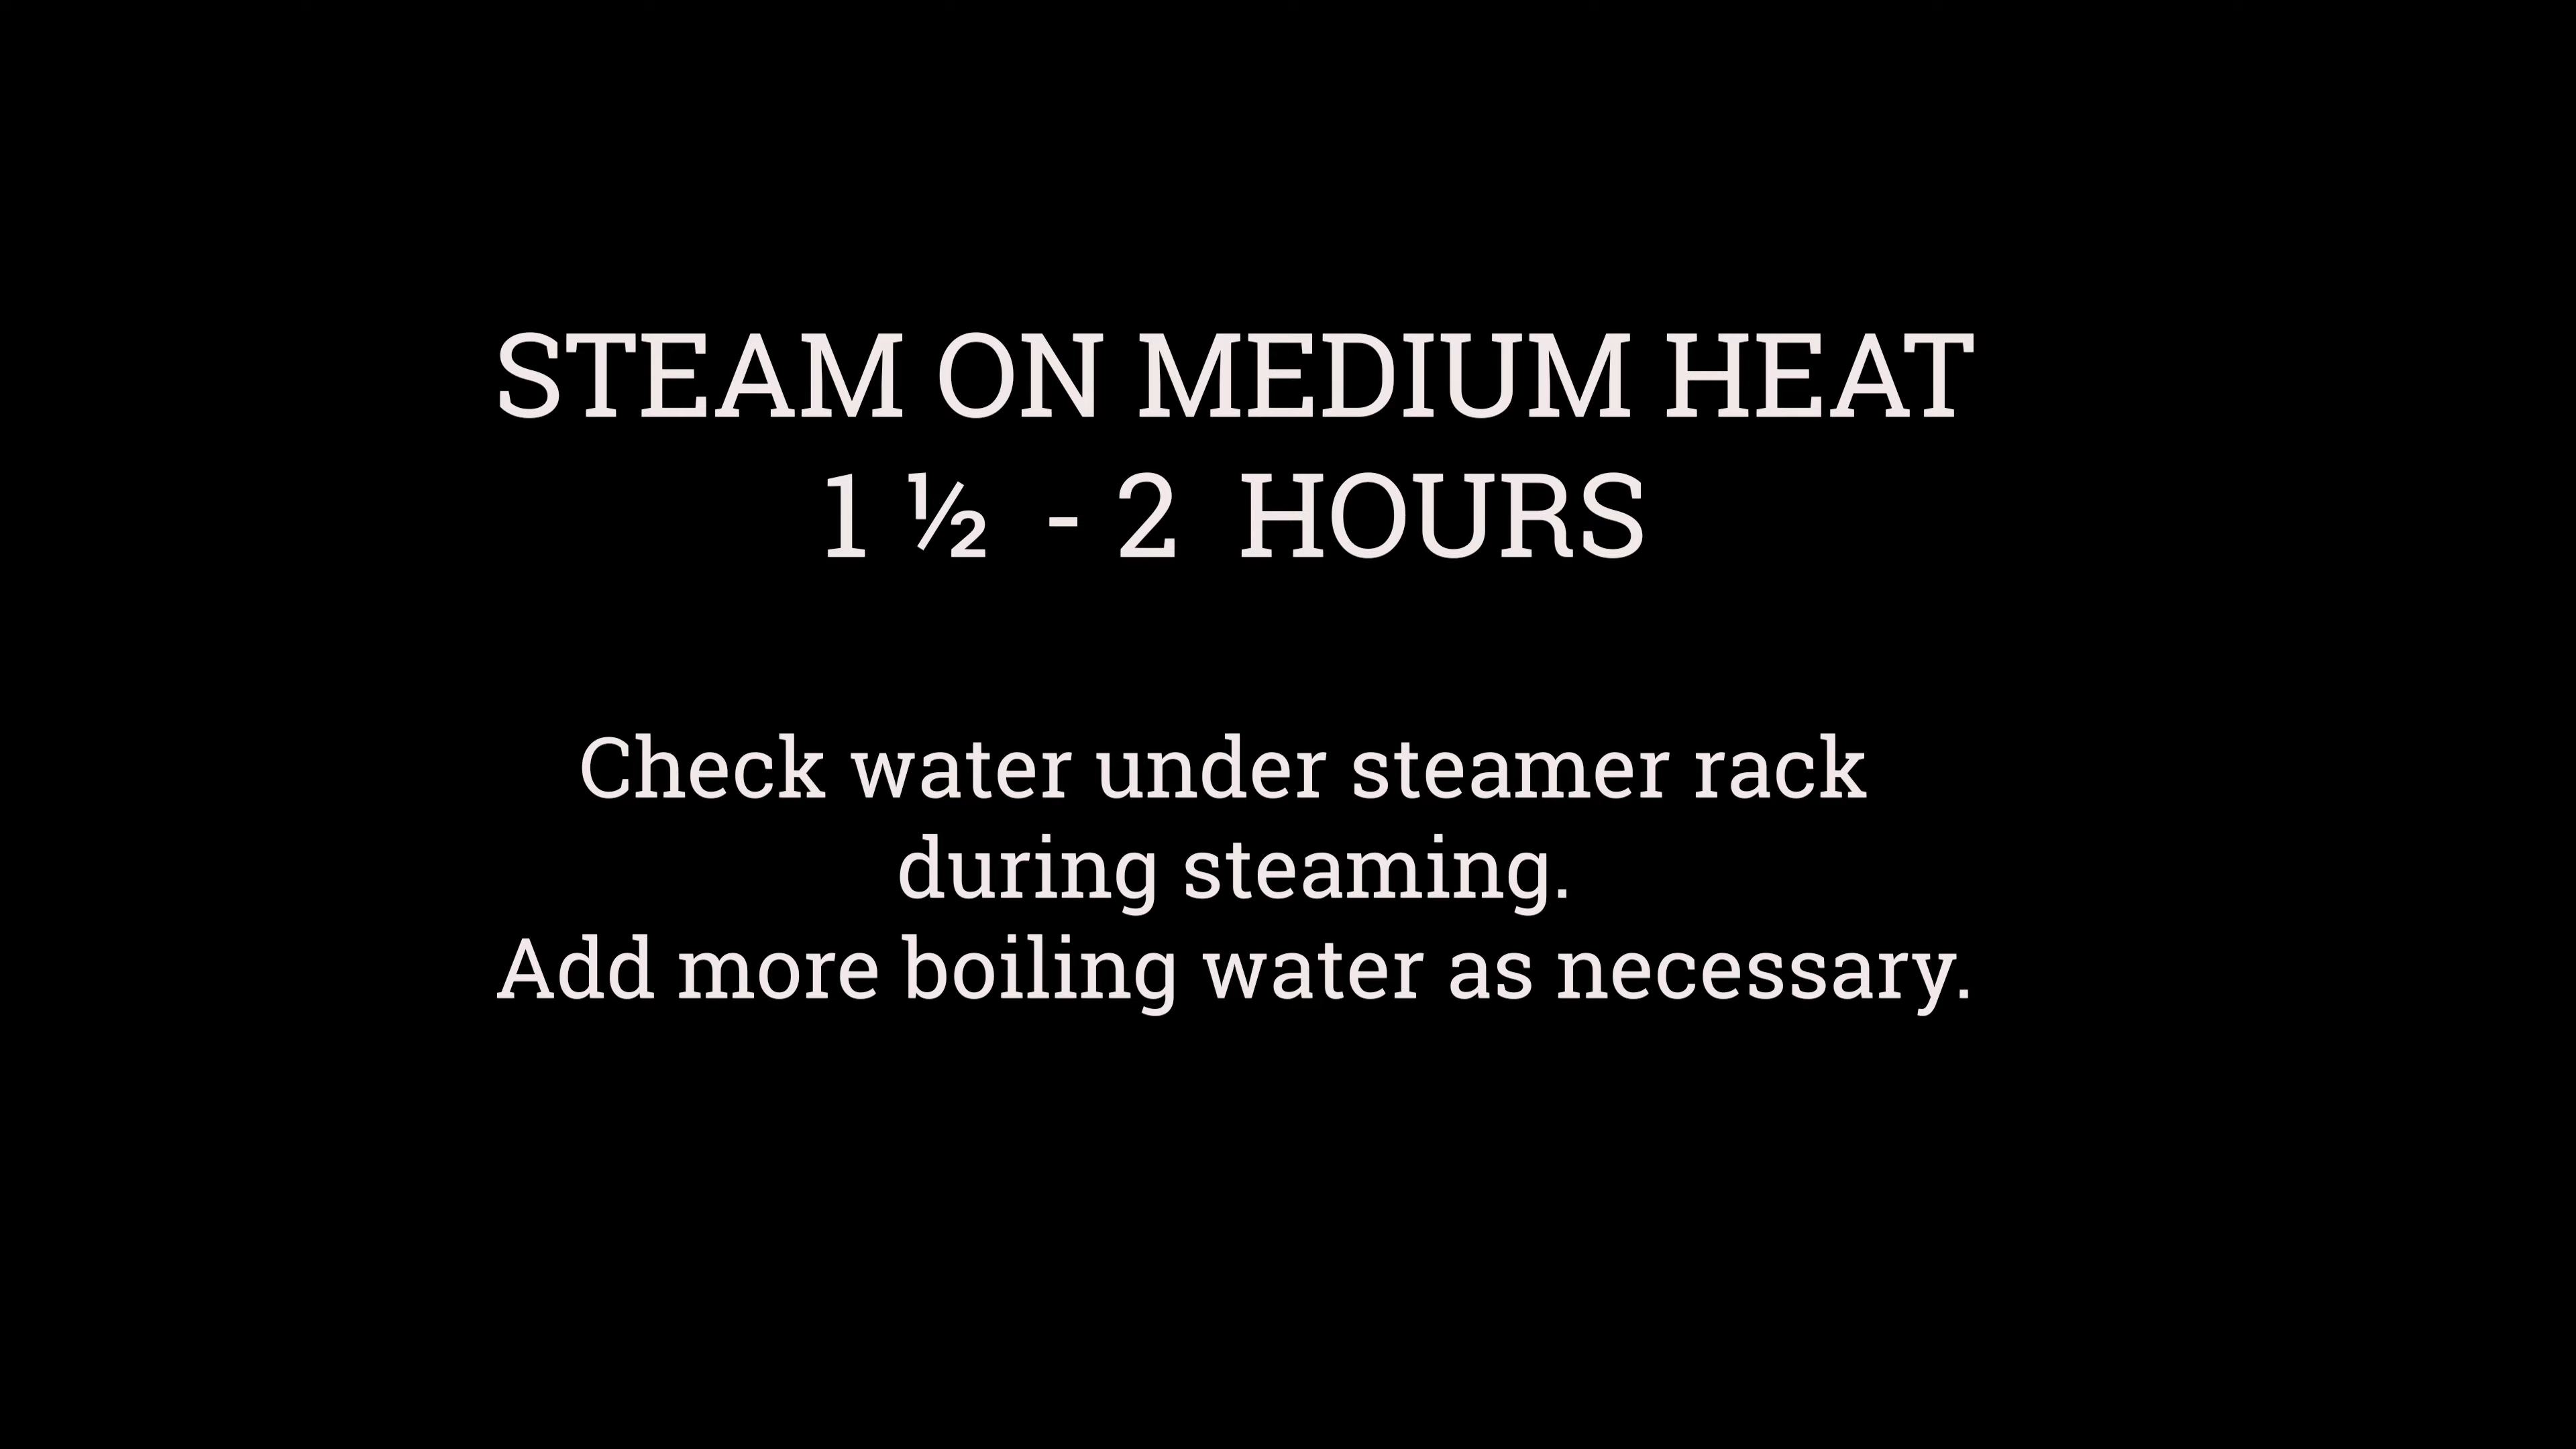 STEAM ON MEDIUM HEAT
1 ½ - 2 HOURS
Check water under steamer rack
during steaming.
Add more boiling water as necessary.